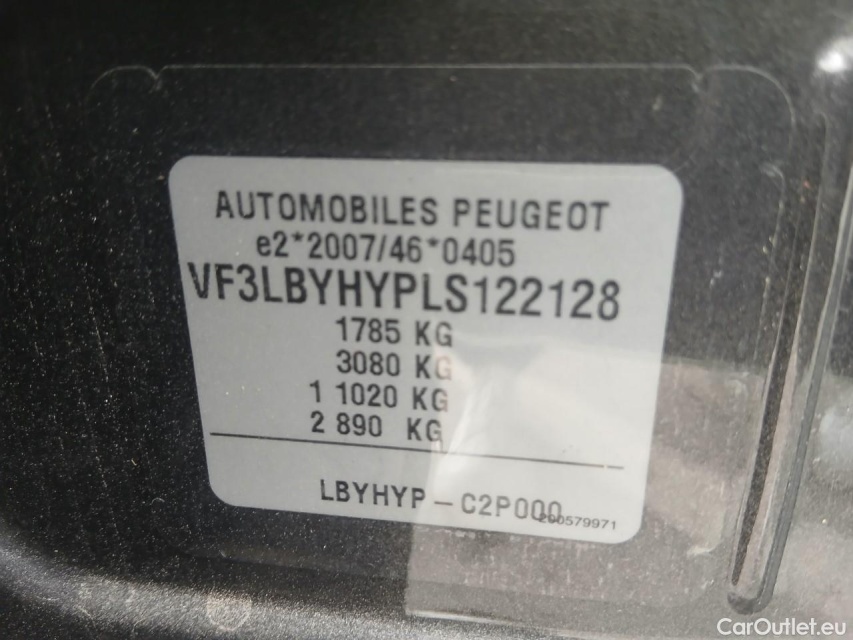 AUTOMOBILES PEUGEOT
e2*2007/46*0405
VF3LBYHYPLS122128
1785 KG
3080 KG
1 1020 KG
2 890 KG
LBYHYP - C2P000
200579971
CarOutlet.eu